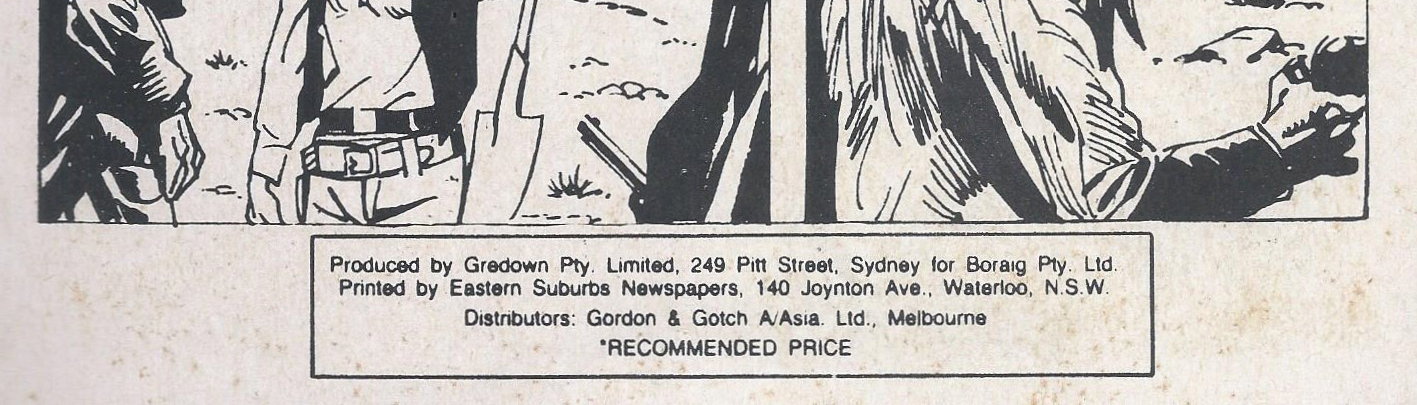 Produced by Gredown Pty. Limited, 249 Pitt Street, Sydney for Boraig Pty. Ltd.
Printed by Eastern Suburbs Newspapers, 140 Joynton Ave., Waterloo, N.S.W.
Distributors: Gordon & Gotch A/Asia. Ltd., Melbourne
*RECOMMENDED PRICE